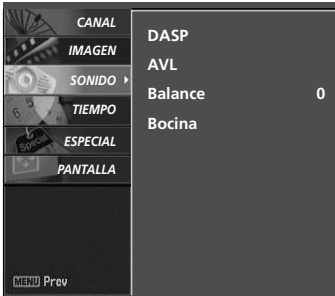 CANAL
IMAGEN
SONIDO
TIEMPO
ESPECIAL
PANTALLA
MENU Prev
DASP
AVL
Balance 0
Bocina